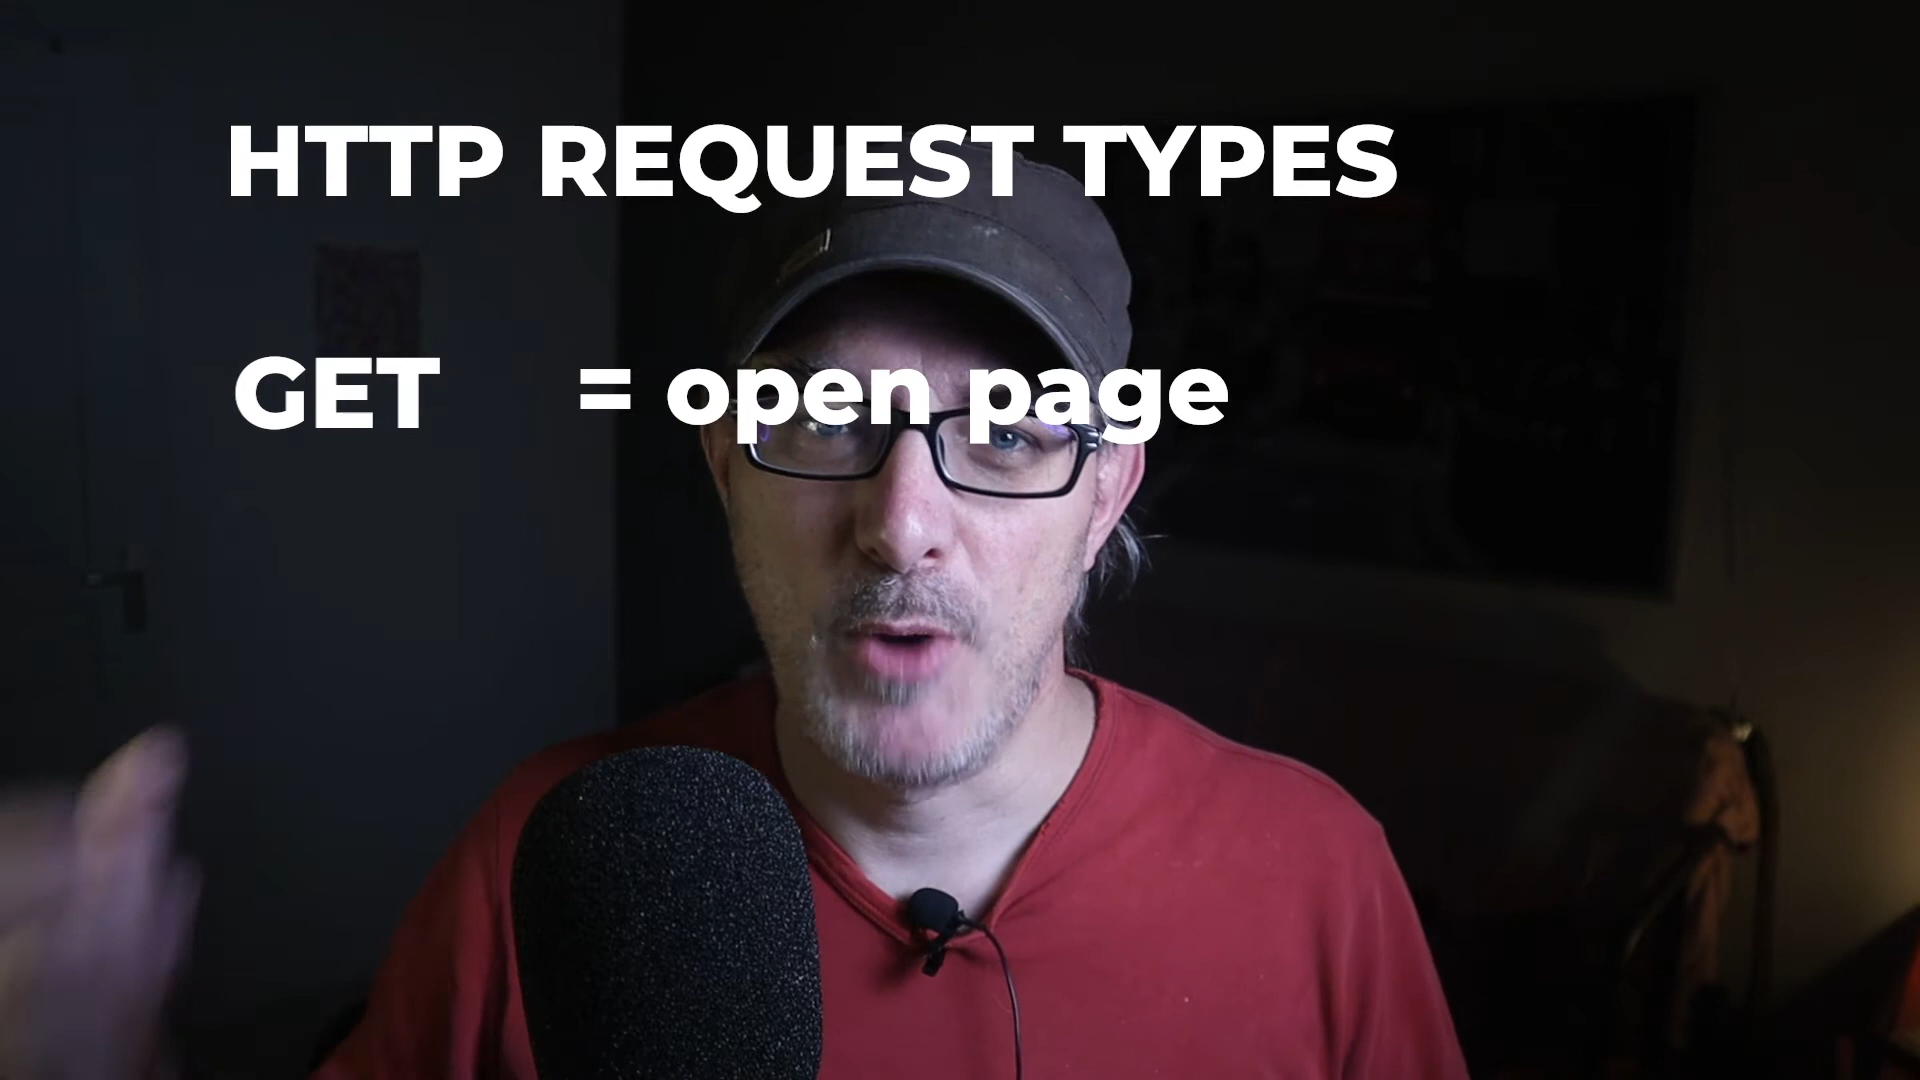 HTTP REQUEST TYPES
GET = open page